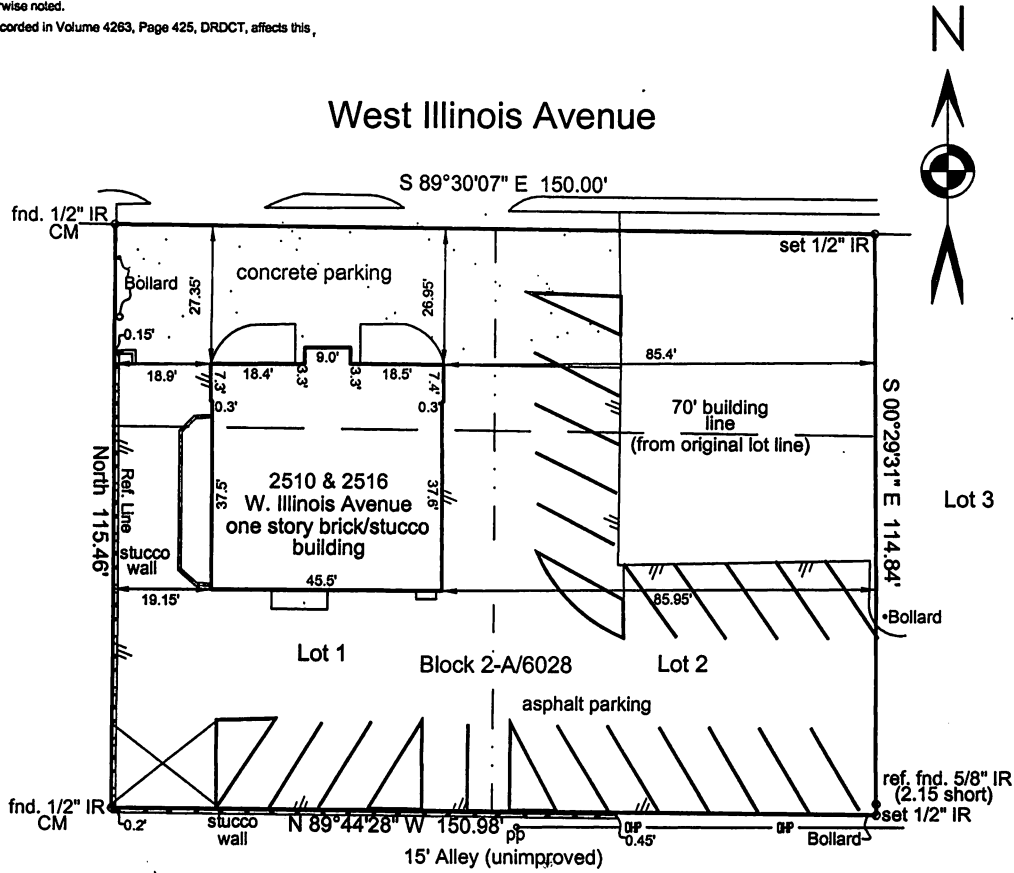 rwise noted.
corded in Volume 4263, Page 425, DRDCT, affects this,
N
West Illinois Avenue
S 89°30'07" E 150.00'
fnd. 1/2" IR
CM
set 1/2" IR
Bollard
27.35'
concrete parking
26.95'
0.15'
18.9'
7.3'
18.4'
3.3'
9.0'
3.3'
18.5'
7.4'
85.4'
0.3'
0.3'
70' building
line
(from original lot line)
North 115.46'
Ref. Line
37.5'
2510 & 2516
W. Illinois Avenue
one story brick/stucco
building
37.6'
S 00°29'31" E 114.84'
Lot 3
stucco
wall
19.15'
45.5'
85.95'
Bollard
Lot 1
Block 2-A/6028
Lot 2
asphalt parking
ref. fnd. 5/8" IR
(2.15 short)
set 1/2" IR
fnd. 1/2" IR
CM
0.2'
stucco
wall
N 89°44'28" W 150.98'
pp
OHP
0.45'
OHP
Bollard
15' Alley (unimproved)